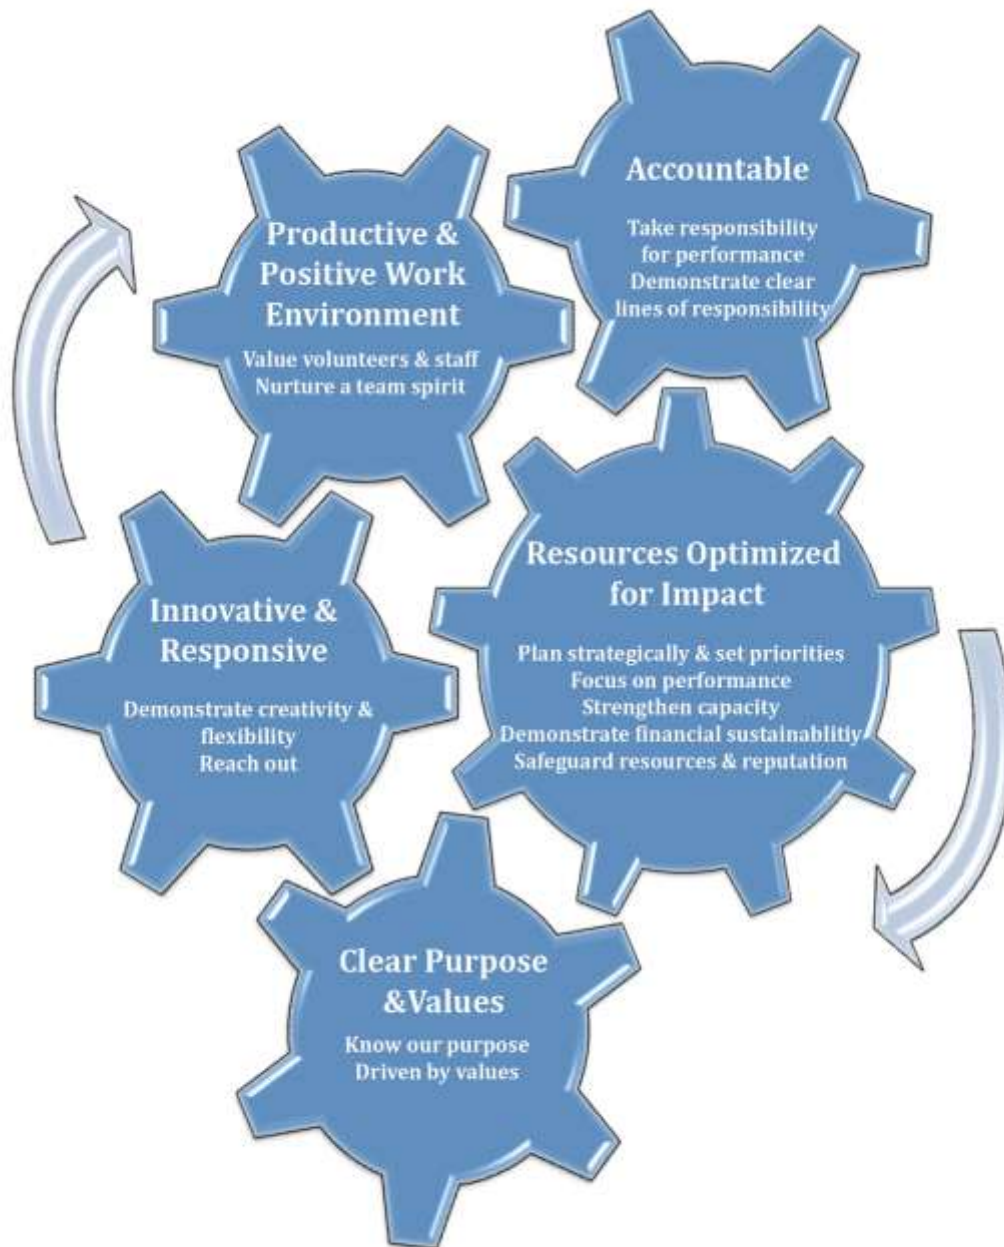 Accountable
Take responsibility
for performance
Demonstrate clear
lines of responsibility
Productive &
Positive Work
Environment
Value volunteers & staff
Nurture a team spirit
Resources Optimized
for Impact
Plan strategically & set priorities
Focus on performance
Strengthen capacity
Demonstrate financial sustainablitiy
Safeguard resources & reputation
Innovative &
Responsive
Demonstrate creativity &
flexibility
Reach out
Clear Purpose
&Values
Know our purpose
Driven by values